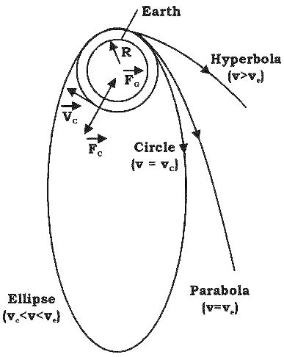 Earth
R
F_G
Hyperbola
(v>v_e)
V_C
F_C
Circle
(v = v_C)
Parabola
(v=v_e)
Ellipse
(v_c<v<v_e)